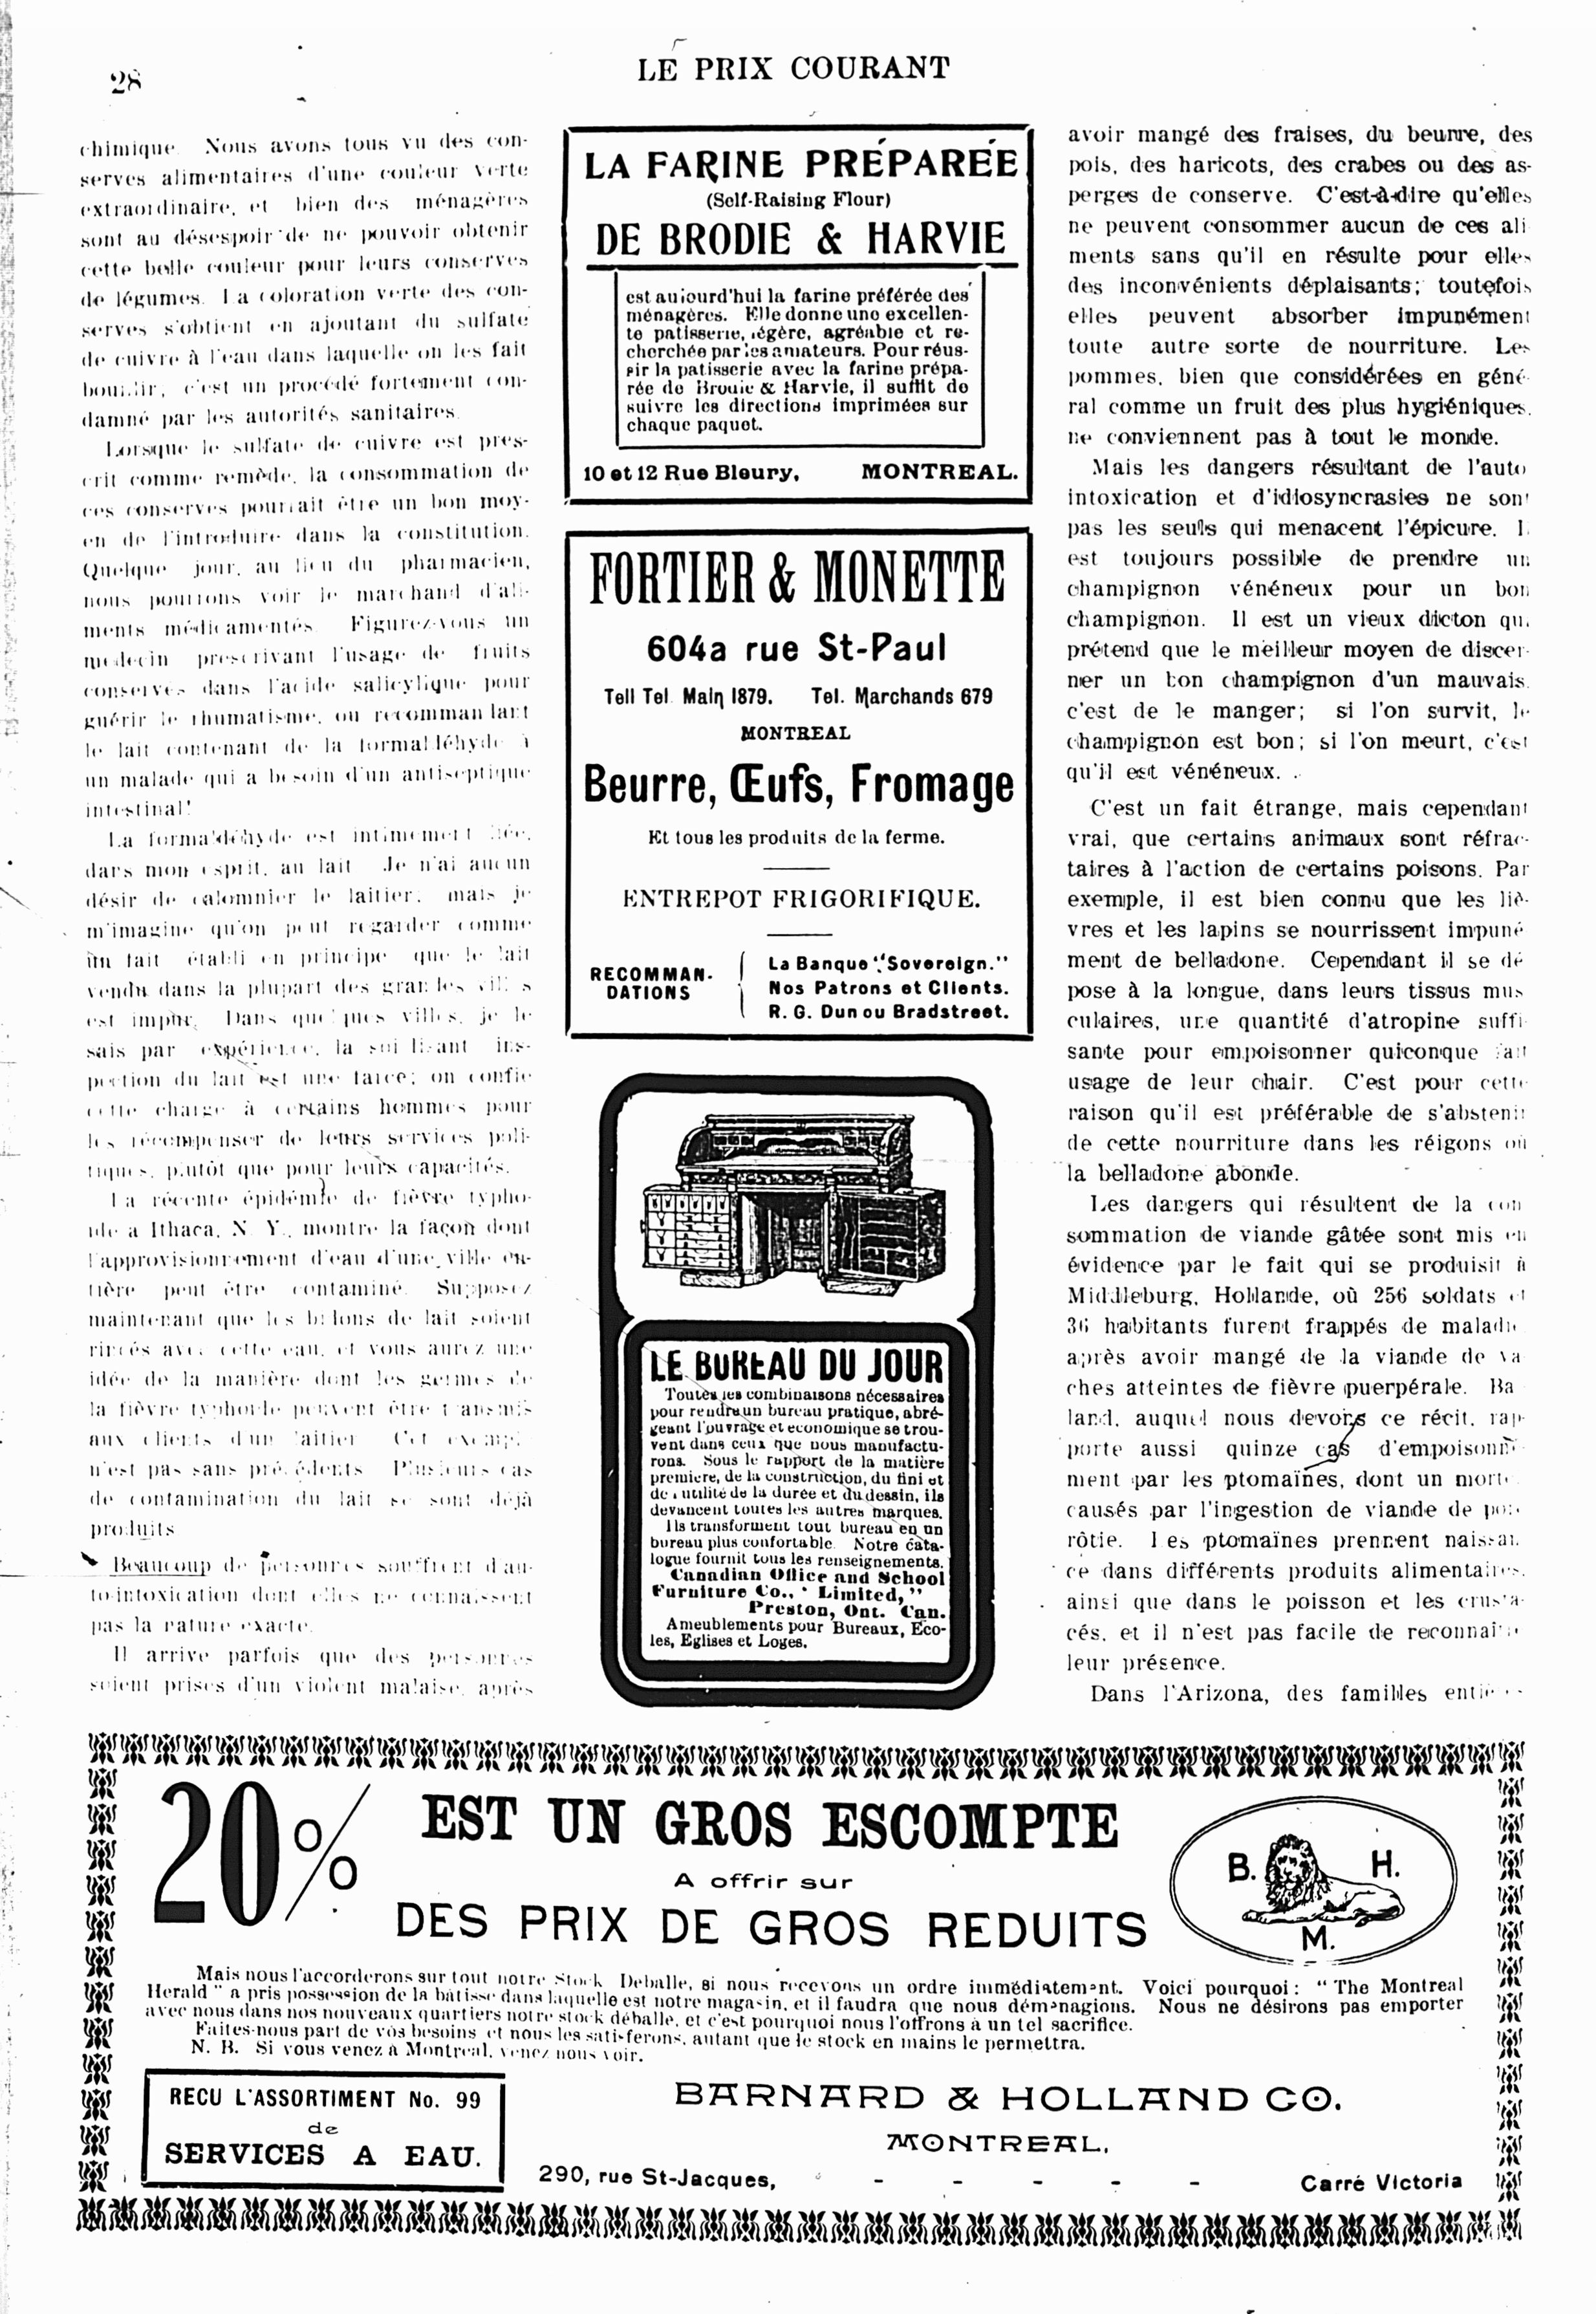 28
LE PRIX COURANT
chimique. Nous avons tous vu des con-
serves alimentaires d'une couleur verte
extraordinaire, et bien des ménagères
sont au désespoir de ne pouvoir obtenir
cette belle couleur pour leurs conserves
de légumes. La coloration verte des con-
serves s'obtient en ajoutant du sulfate
de cuivre à l'eau dans laquelle on les fait
bouillir, c'est un procédé fortement con-
damné par les autorités sanitaires.
Lorsque le sulfate de cuivre est pres-
crit comme remède, la consommation de
ces conserves pourrait être un bon moy-
en de l'introduire dans la constitution.
Quelque jour, au lieu du pharmacien,
nous pourrons voir le marchand d'ali-
ments médicamentés. Figurez-vous un
médecin prescrivant l'usage de fruits
conservés dans l'acide salicylique pour
guérir le rhumatisme, ou recommandant
le lait contenant de la formaldéhyde à
un malade qui a besoin d'un antiseptique
intestinal!
La formaldéhyde est intimement liée,
dans mon esprit, au lait. Je n'ai aucun
désir de calomnier le laitier, mais je
m'imagine qu'on peut regarder comme
un fait établi en principe que le lait
vendu dans la plupart des grandes villes
est impur. Dans quelques villes, je le
sais par expérience, la soi-disant ins-
pection du lait est une farce; on confie
cette charge à certains hommes pour
les récompenser de leurs services poli-
tiques, plutôt que pour leurs capacités.
La récente épidémie de fièvre typho-
ide a Ithaca, N. Y., montre la façon dont
l'approvisionnement d'eau d'une ville en-
tière peut être contaminé. Supposez
maintenant que les bidons de lait soient
rincés avec cette eau, et vous aurez une
idée de la manière dont les germes de
la fièvre typhoïde peuvent être transmis
aux clients d'un laitier. Cet exemple
n'est pas sans précédents. Plusieurs cas
de contamination du lait se sont déjà
produits.
Beaucoup de personnes souffrent d'au-
to-intoxication dont elles ne connaissent
pas la nature exacte.
Il arrive parfois que des personnes
soient prises d'un violent malaise, après
LA FARINE PRÉPARÉE
(Self-Raising Flour)
DE BRODIE & HARVIE
est aujourd'hui la farine préférée des
ménagères. Elle donne une excellen-
te patisserie, légère, agréable et re-
cherchée par les amateurs. Pour réus-
sir la patisserie avec la farine prépa-
rée de Brodie & Harvie, il suffit de
suivre les directions imprimées sur
chaque paquet.
10 et 12 Rue Bleury, MONTREAL.
FORTIER & MONETTE
604a rue St-Paul
Tell Tel Main 1879. Tel. Marchands 679
MONTREAL
Beurre, Œufs, Fromage
Et tous les produits de la ferme.
ENTREPOT FRIGORIFIQUE.
RECOMMAN-
DATIONS
La Banque "Sovereign."
Nos Patrons et Clients.
R. G. Dun ou Bradstreet.
LE BUREAU DU JOUR
Toutes les combinaisons nécessaires
pour rendre un bureau pratique, abré-
geant l'ouvrage et economique se trou-
vent dans ceux que nous manufactu-
rons. Sous le rapport de la matière
premiere, de la construction, du fini et
de l'utilité de la durée et du dessin, ils
devancent toutes les autres marques.
Ils transforment tout bureau en un
bureau plus confortable. Notre cata-
logue fournit tous les renseignements.
Canadian Office and School
Furniture Co., "Limited,"
Preston, Ont. Can.
Ameublements pour Bureaux, Eco-
les, Eglises et Loges.
avoir mangé des fraises, du beurre, des
pois, des haricots, des crabes ou des as-
perges de conserve. C'est-à-dire qu'elles
ne peuvent consommer aucun de ces ali
ments sans qu'il en résulte pour elles
des inconvénients déplaisants; toutefois
elles peuvent absorber impunément
toute autre sorte de nourriture. Les
pommes, bien que considérées en géné-
ral comme un fruit des plus hygiéniques,
ne conviennent pas à tout le monde.
Mais les dangers résultant de l'auto
intoxication et d'idiosyncrasies ne sont
pas les seuls qui menacent l'épicure. Il
est toujours possible de prendre un
champignon vénéneux pour un bon
champignon. Il est un vieux dicton qui
prétend que le meilleur moyen de discer-
ner un bon champignon d'un mauvais,
c'est de le manger; si l'on survit, le
champignon est bon; si l'on meurt, c'est
qu'il est vénéneux.
C'est un fait étrange, mais cependant
vrai, que certains animaux sont réfrac-
taires à l'action de certains poisons. Par
exemple, il est bien connu que les liè-
vres et les lapins se nourrissent impuné
ment de belladone. Cependant il se dé
pose à la longue, dans leurs tissus mus
culaires, une quantité d'atropine suffi
sante pour empoisonner quiconque fait
usage de leur chair. C'est pour cette
raison qu'il est préférable de s'abstenir
de cette nourriture dans les réigons où
la belladone abonde.
Les dangers qui résultent de la con
sommation de viande gâtée sont mis en
évidence par le fait qui se produisit à
Middleburg, Hollande, où 256 soldats et
36 habitants furent frappés de maladie
après avoir mangé de la viande de va
ches atteintes de fièvre puerpérale. Ba
land, auquel nous devons ce récit, rap-
porte aussi quinze cas d'empoisonne-
ment par les ptomaïnes, dont un mortel
causés par l'ingestion de viande de porc
rôtie. Les ptomaïnes prennent naissan-
ce dans différents produits alimentaires,
ainsi que dans le poisson et les crusta-
cés, et il n'est pas facile de reconnaître
leur présence.
Dans l'Arizona, des familles entières
20% EST UN GROS ESCOMPTE
A offrir sur
DES PRIX DE GROS REDUITS
B. H.
M.
Mais nous l'accorderons sur tout notre Stock Deballe, si nous recevons un ordre immédiatement. Voici pourquoi: "The Montreal
Herald" a pris possession de la bâtisse dans laquelle est notre magasin, et il faudra que nous déménagions. Nous ne désirons pas emporter
avec nous dans nos nouveaux quartiers notre stock déballe, et c'est pourquoi nous l'offrons à un tel sacrifice.
Faites-nous part de vos besoins et nous les satisferons, autant que le stock en mains le permettra.
N. B. Si vous venez à Montreal, venez nous voir.
RECU L'ASSORTIMENT No. 99
de
SERVICES A EAU.
BARNARD & HOLLAND CO.
MONTREAL,
290, rue St-Jacques, - - - - - Carré Victoria